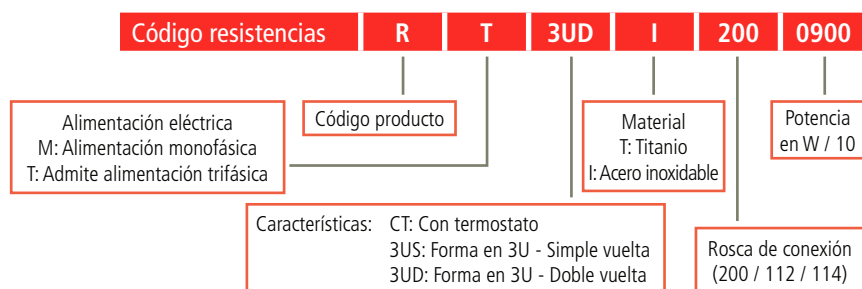 Código resistencias R T 3UD I 200 0900
Alimentación eléctrica
M: Alimentación monofásica
T: Admite alimentación trifásica
Código producto
Material
T: Titanio
I: Acero inoxidable
Potencia
en W / 10
Características: CT: Con termostato
3US: Forma en 3U - Simple vuelta
3UD: Forma en 3U - Doble vuelta
Rosca de conexión
(200 / 112 / 114)